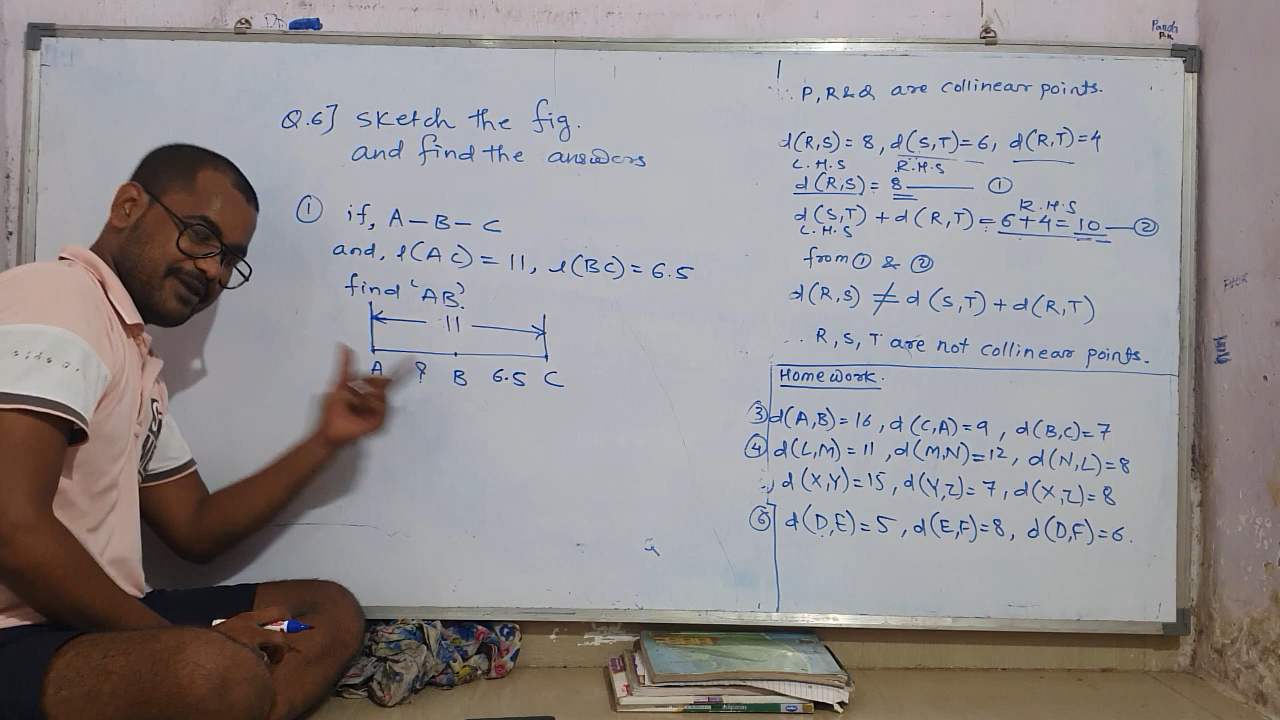 Q.6] Sketch the fig.
and find the answers
① if, A – B – C
and, l(AC) = 11, l(BC) = 6.5
find 'AB'.
11
A ? B 6.5 C
∴ P, R & Q are collinear points.
d(R,S) = 8, d(S,T) = 6, d(R,T) = 4
L.H.S R.H.S
d(R,S) = 8 ——— ①
R.H.S
d(S,T) + d(R,T) = 6 + 4 = 10 — ②
L.H.S
from ① & ②
d(R,S) ≠ d(S,T) + d(R,T)
∴ R, S, T are not collinear points.
Home work.
③ d(A,B) = 16, d(C,A) = 9, d(B,C) = 7
④ d(L,M) = 11, d(M,N) = 12, d(N,L) = 8
d(X,Y) = 15, d(Y,Z) = 7, d(X,Z) = 8
⑥ d(D,E) = 5, d(E,F) = 8, d(D,F) = 6.
Panda